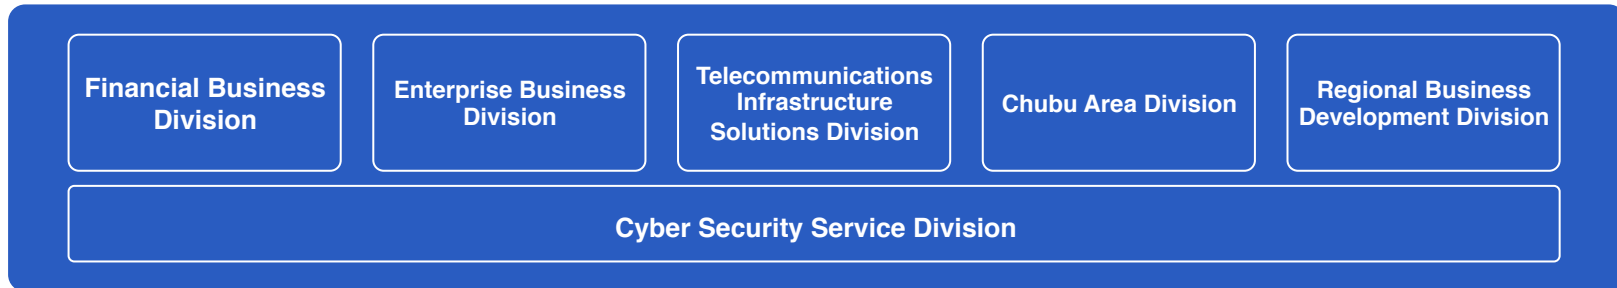 Financial Business
Division
Enterprise Business
Division
Telecommunications
Infrastructure
Solutions Division
Chubu Area Division
Regional Business
Development Division
Cyber Security Service Division